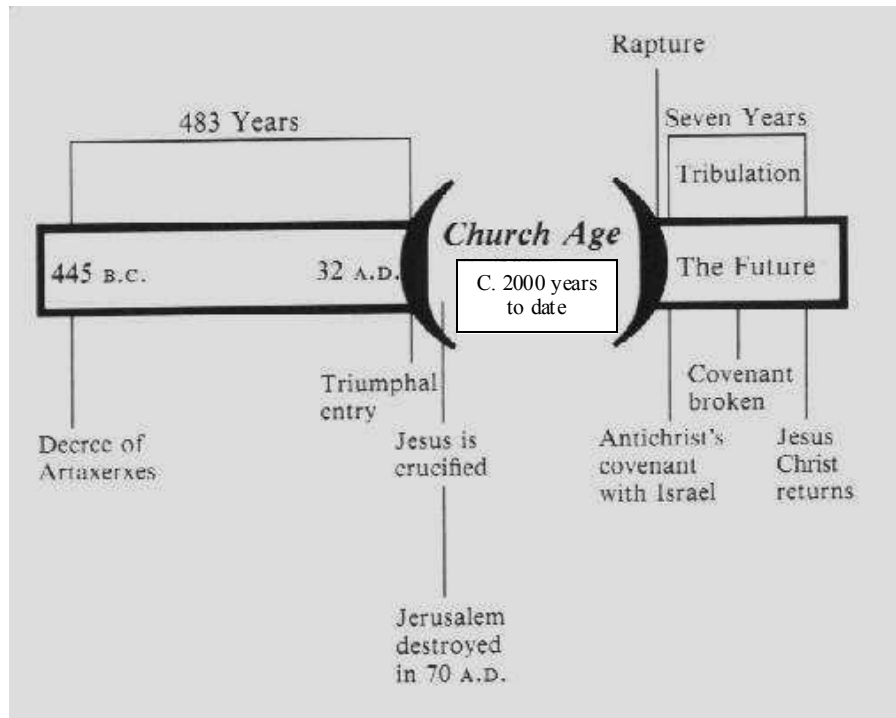 Rapture
483 Years
Seven Years
Tribulation
Church Age
445 B.C.
32 A.D.
C. 2000 years
to date
The Future
Triumphal
entry
Covenant
broken
Decree of
Artaxerxes
Jesus is
crucified
Antichrist's
covenant
with Israel
Jesus
Christ
returns
Jerusalem
destroyed
in 70 A.D.